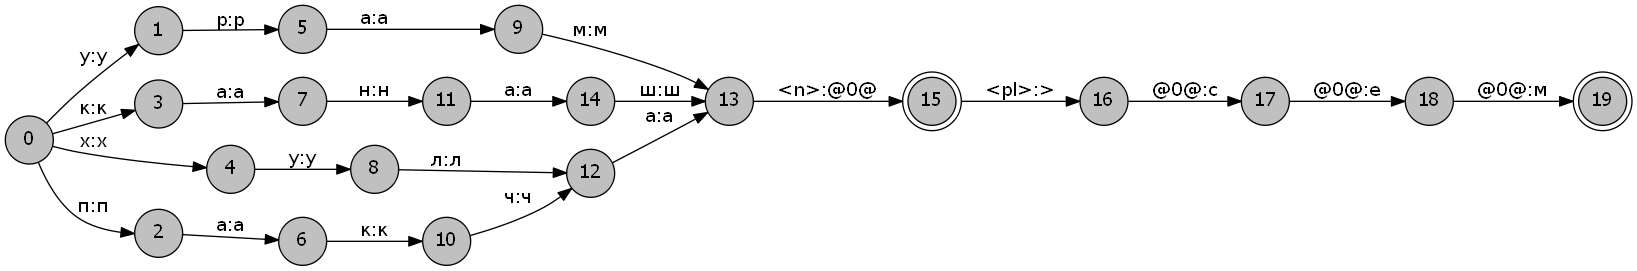 1 р:р 5 а:а 9 м:м
у:у
к:к 3 а:а 7 н:н 11 а:а 14 ш:ш 13 <n>:@0@ 15 <pl>:> 16 @0@:с 17 @0@:е 18 @0@:м 19
0 а:а
х:х 4 у:у 8 л:л 12
ч:ч
п:п 2 а:а 6 к:к 10